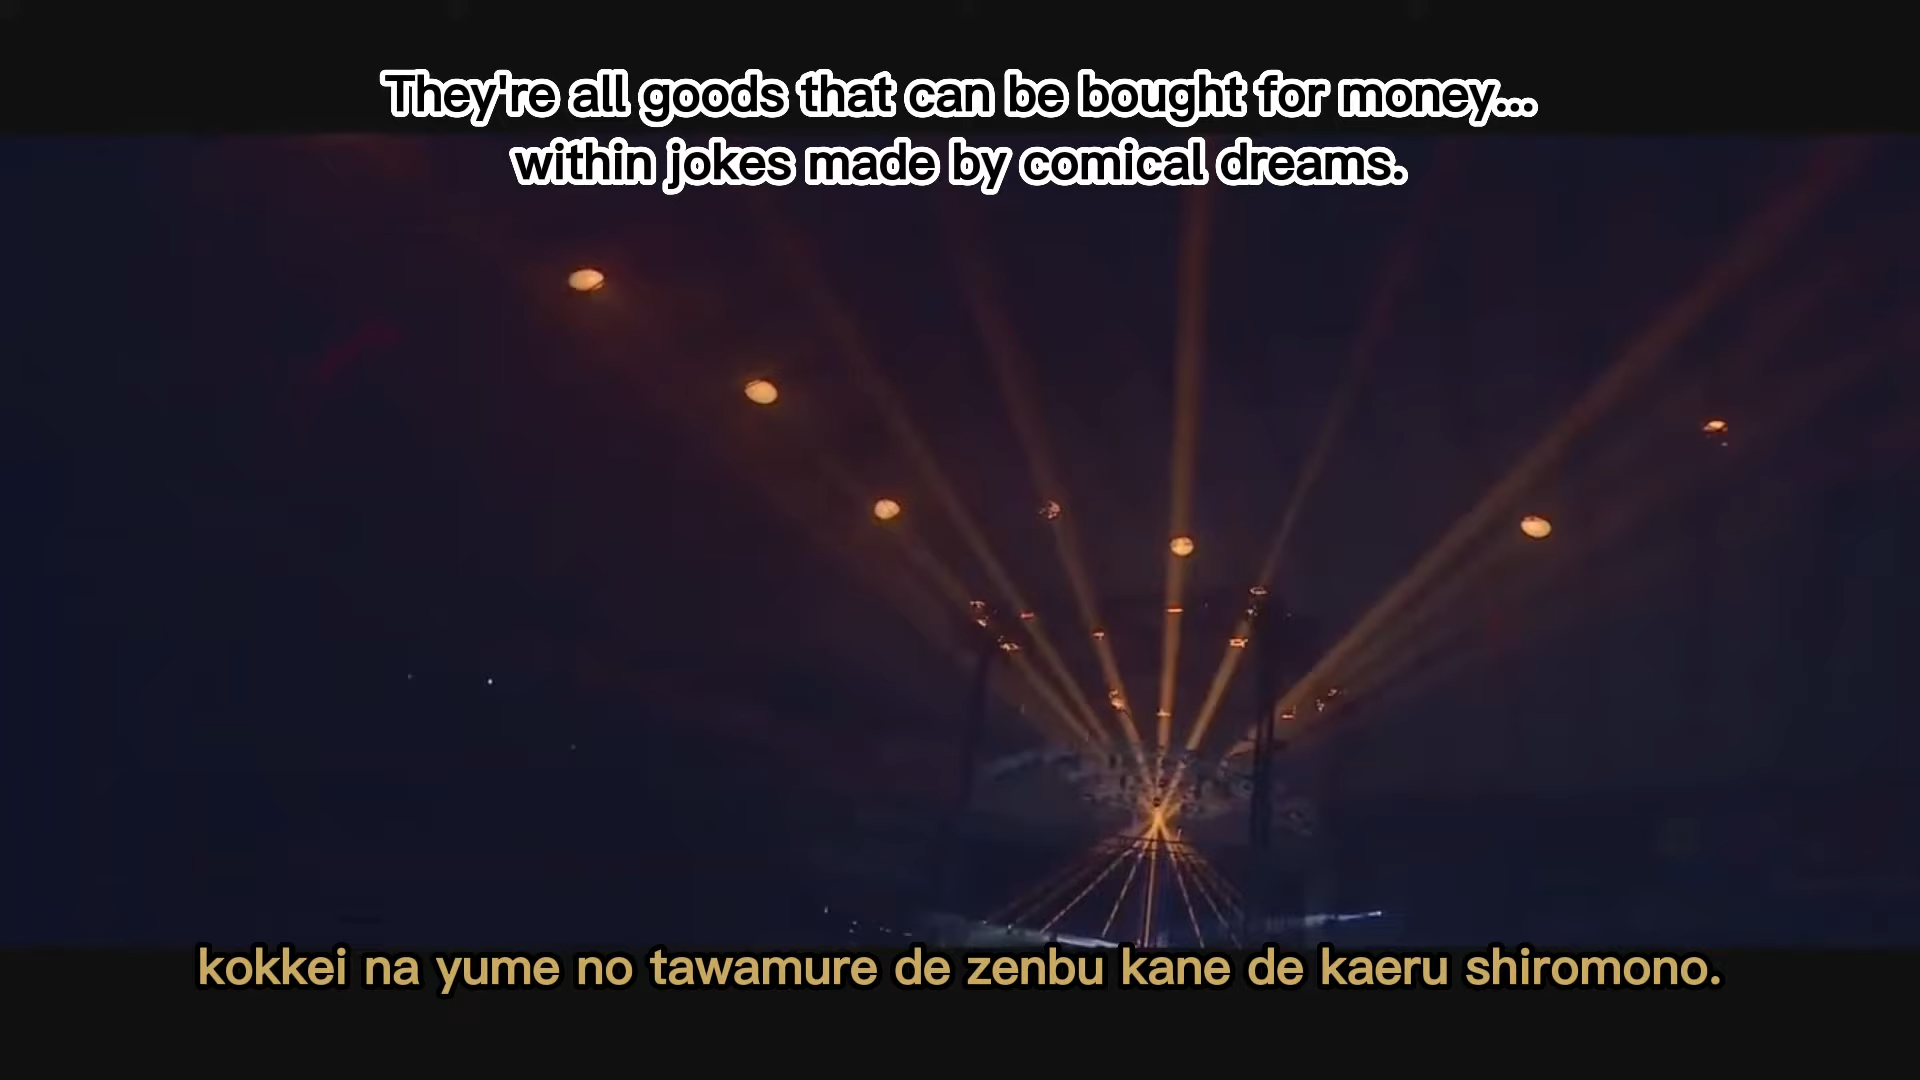 They're all goods that can be bought for money...
within jokes made by comical dreams.
kokkei na yume no tawamure de zenbu kane de kaeru shiromono.